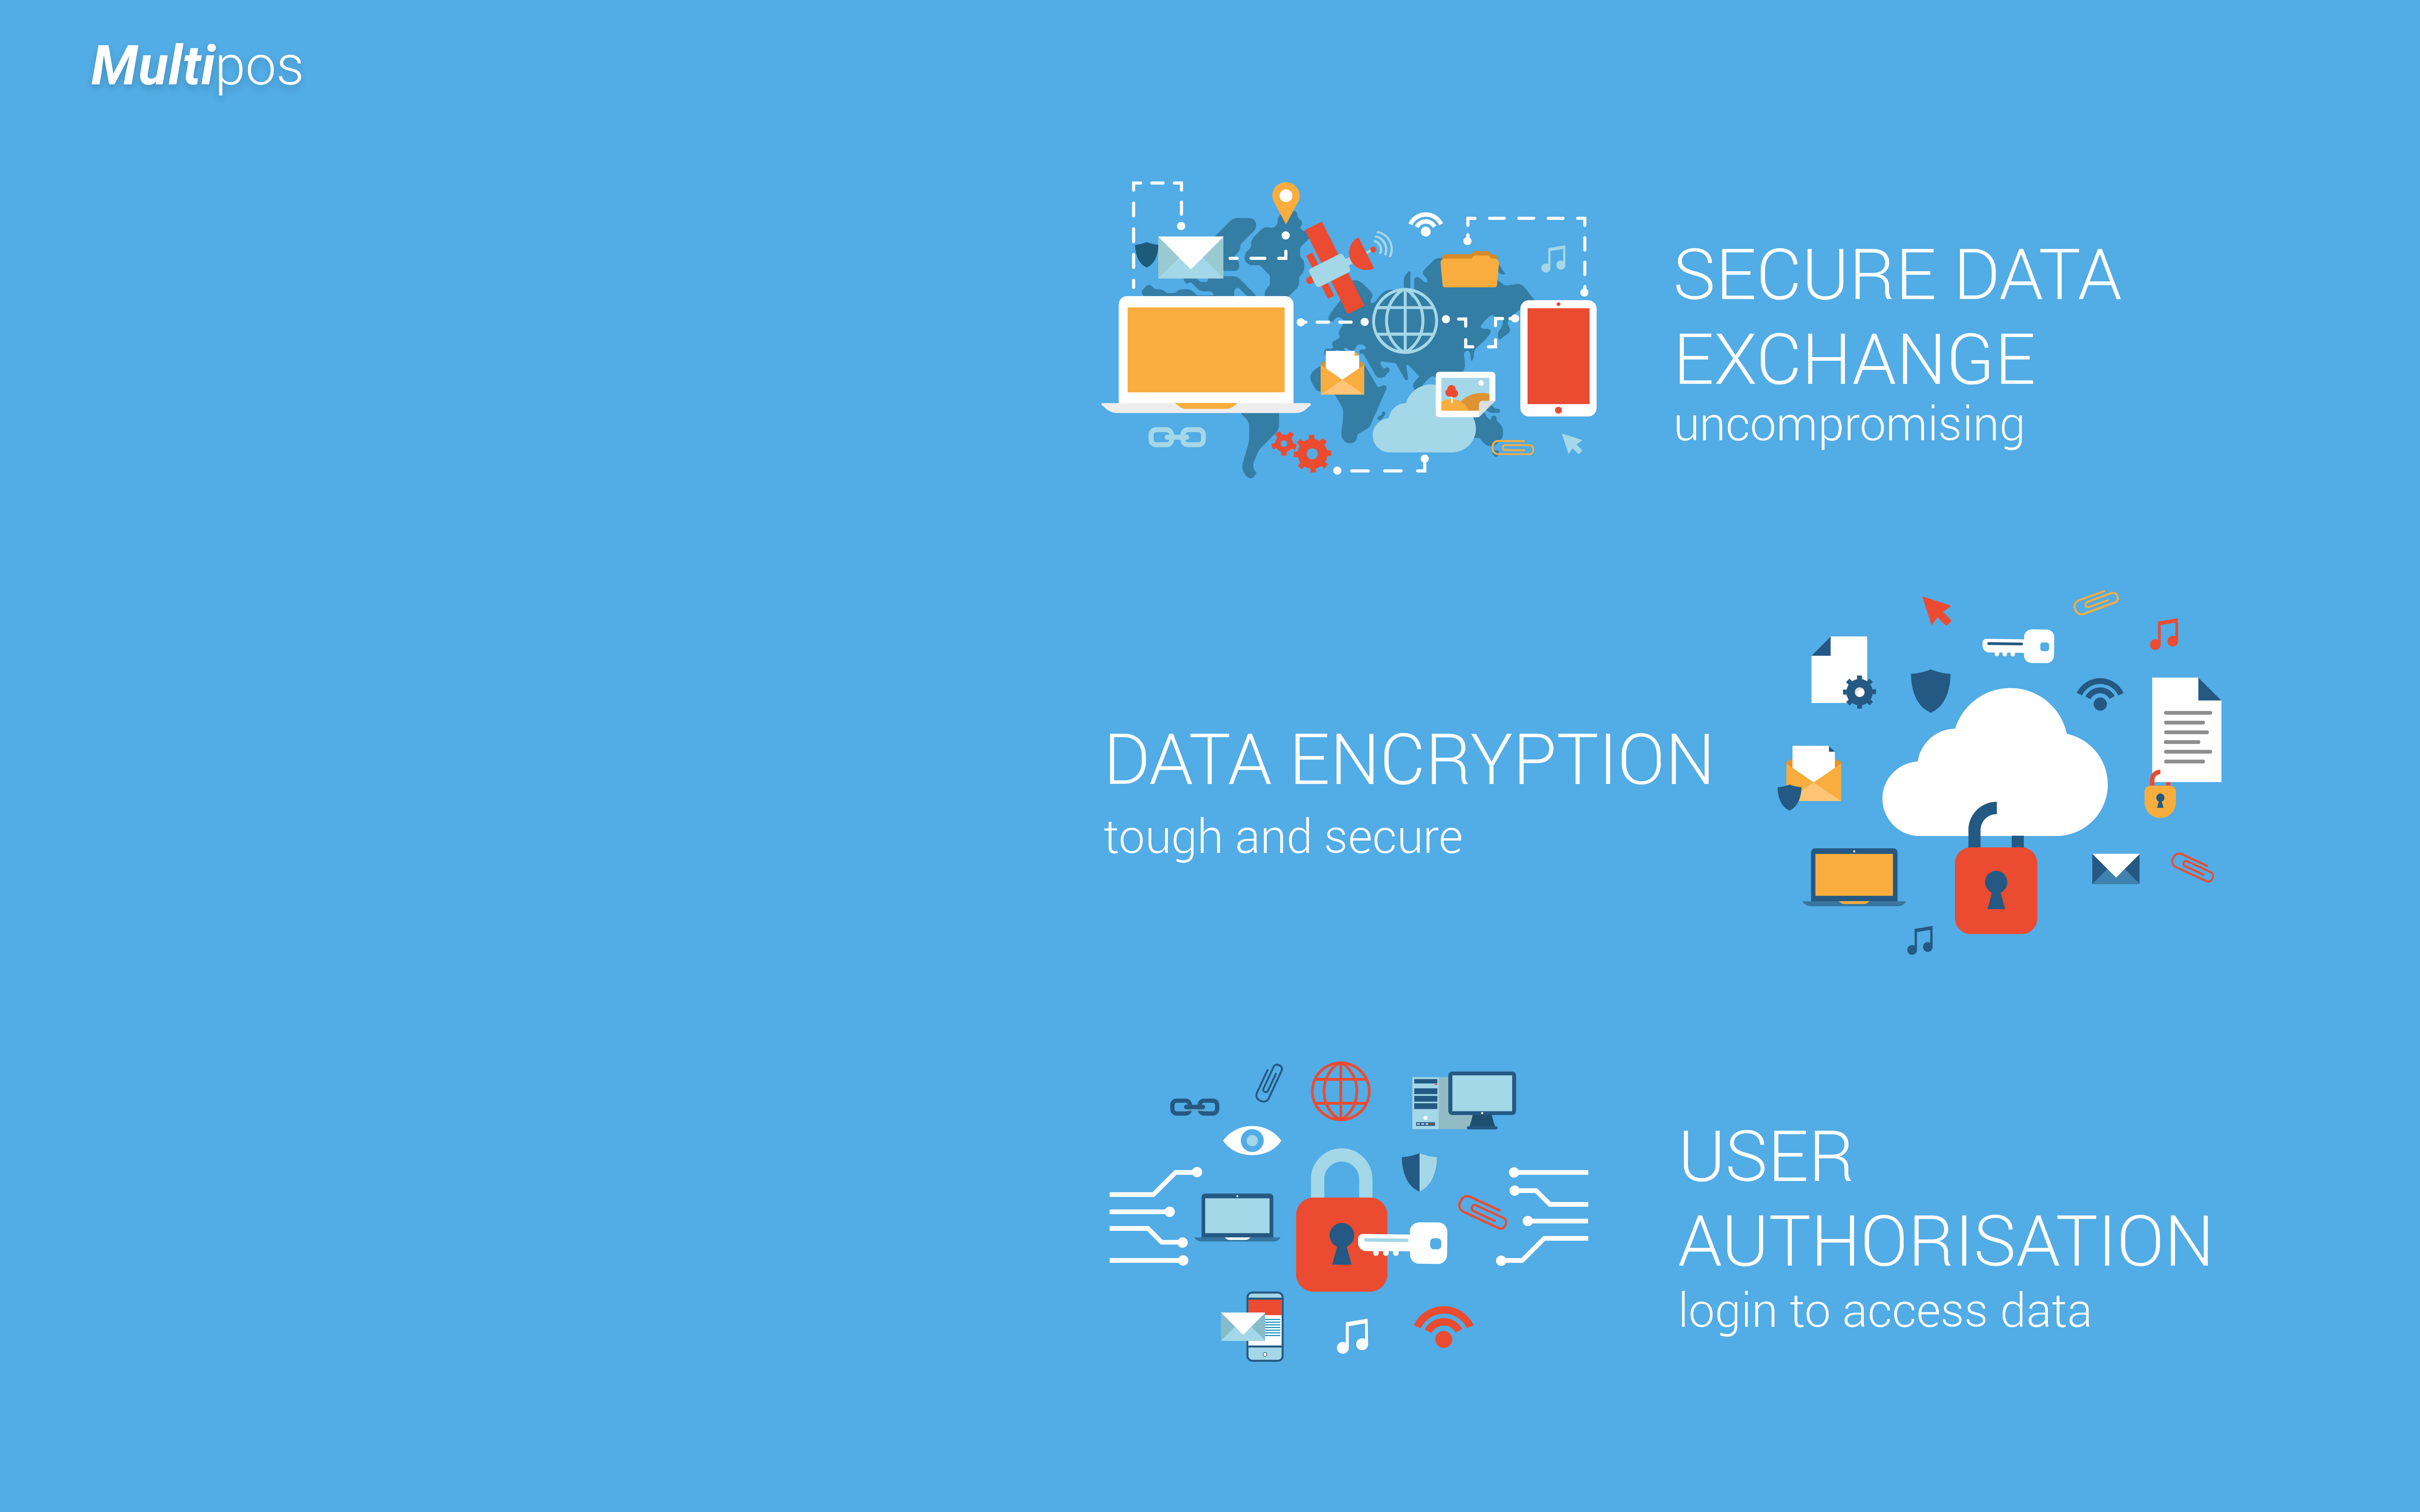 Multipos
SECURE DATA
EXCHANGE
uncompromising
DATA ENCRYPTION
tough and secure
USER
AUTHORISATION
login to access data